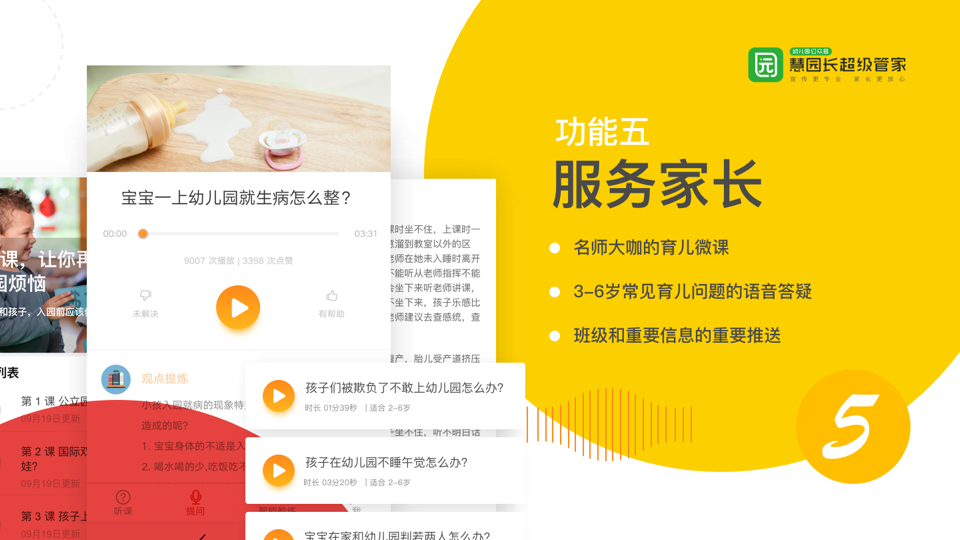 幼儿园公众号
慧园长超级管家
宣传更专业 家长更放心
功能五
服务家长
名师大咖的育儿微课
3-6岁常见育儿问题的语音答疑
班级和重要信息的重要推送
5
宝宝一上幼儿园就生病怎么整?
00:00
03:31
9007 次播放 | 3398 次点赞
未解决
有帮助
观点提炼
小孩入园就病的现象特
造成的呢?
1. 宝宝身体的不适是入
2. 喝水喝的少,吃饭吃不
听课
提问
课,让你再
园烦恼
和孩子,入园前应该
列表
第 1 课 公立园
09月19日更新
第 2 课 国际双
娃?
09月19日更新
第 3 课 孩子上
09月19日更新
课时坐不住,上课时一
意溜到教室以外的区
老师在她未入睡时离开
不能听从老师指挥不能
会坐下来听老师讲课,
不坐下来,孩子乐感比
老师建议去查感统,查
产,胎儿受产道挤压
坐不住,听不明白话
孩子们被欺负了不敢上幼儿园怎么办?
时长 01分39秒 | 适合 2-6岁
孩子在幼儿园不睡午觉怎么办?
时长 03分20秒 | 适合 2-6岁
宝宝在家和幼儿园判若两人怎么办?